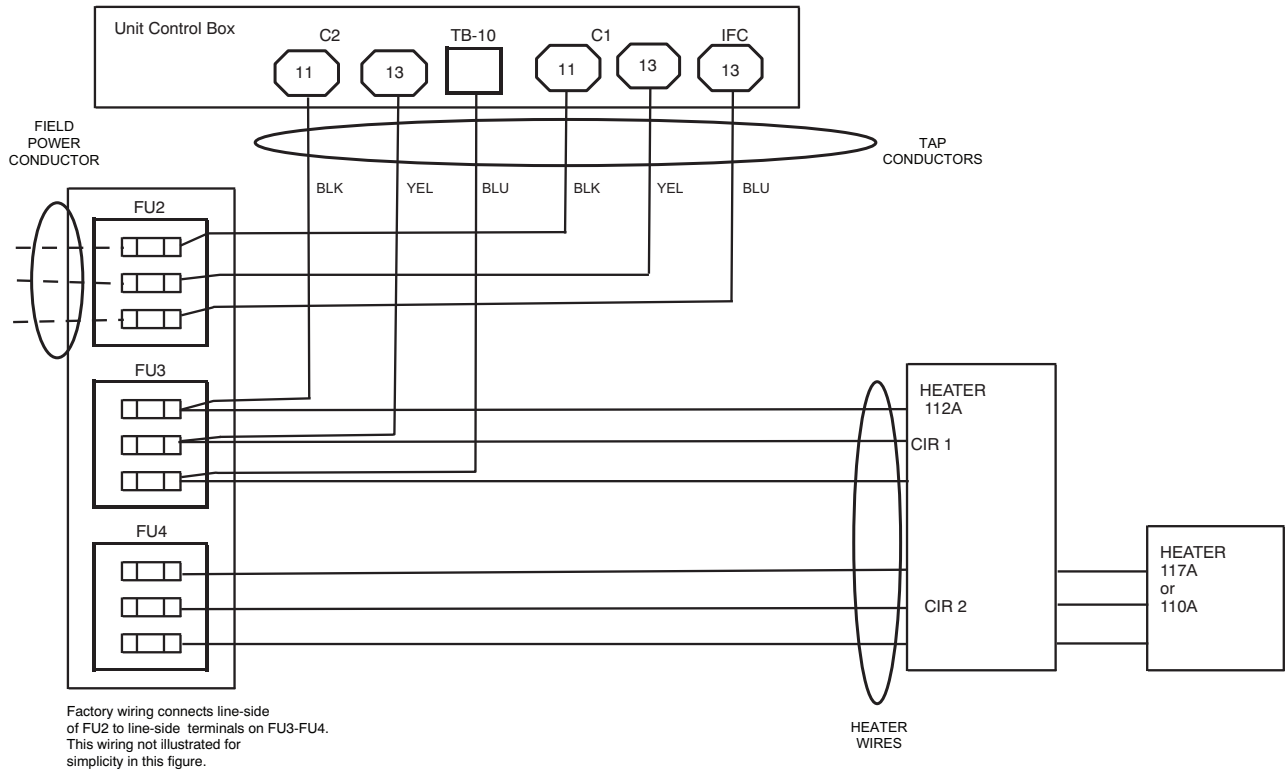 Unit Control Box
C2
TB-10
C1
IFC
11
13
11
13
13
FIELD
POWER
CONDUCTOR
TAP
CONDUCTORS
BLK
YEL
BLU
BLK
YEL
BLU
FU2
FU3
HEATER
112A
CIR 1
FU4
HEATER
117A
or
110A
CIR 2
Factory wiring connects line-side
of FU2 to line-side terminals on FU3-FU4.
This wiring not illustrated for
simplicity in this figure.
HEATER
WIRES